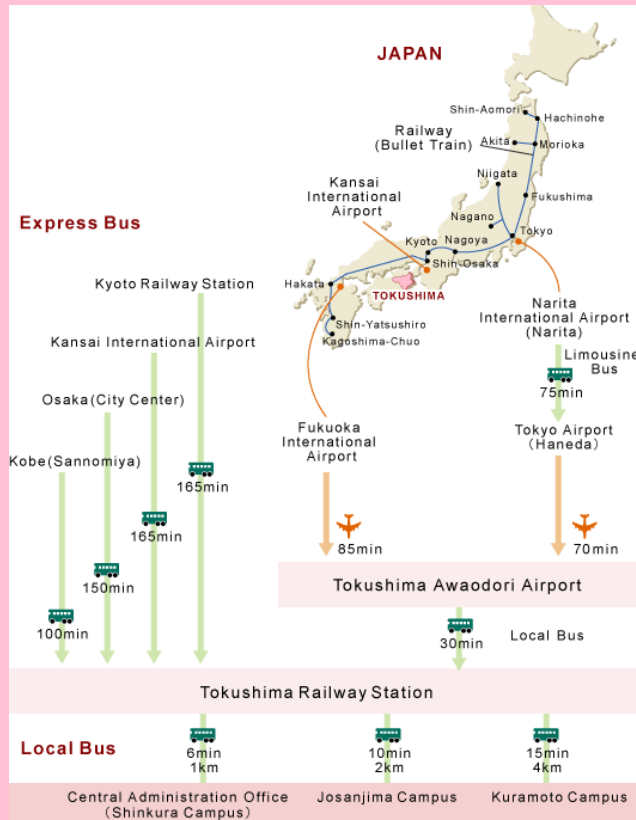 JAPAN
Shin-Aomori
Hachinohe
Railway
(Bullet Train)
Akita
Morioka
Niigata
Kansai
International
Airport
Fukushima
Nagano
Express Bus
Tokyo
Kyoto
Nagoya
Shin-Osaka
Kyoto Railway Station
Hakata
TOKUSHIMA
Narita
International Airport
(Narita)
Shin-Yatsushiro
Kagoshima-Chuo
Kansai International Airport
Limousine
Bus
75min
Osaka(City Center)
Fukuoka
International
Airport
Tokyo Airport
(Haneda)
Kobe(Sannomiya)
165min
165min
85min
70min
150min
Tokushima Awaodori Airport
100min
30min
Local Bus
Tokushima Railway Station
Local Bus
6min
1km
10min
2km
15min
4km
Central Administration Office
(Shinkura Campus)
Josanjima Campus
Kuramoto Campus